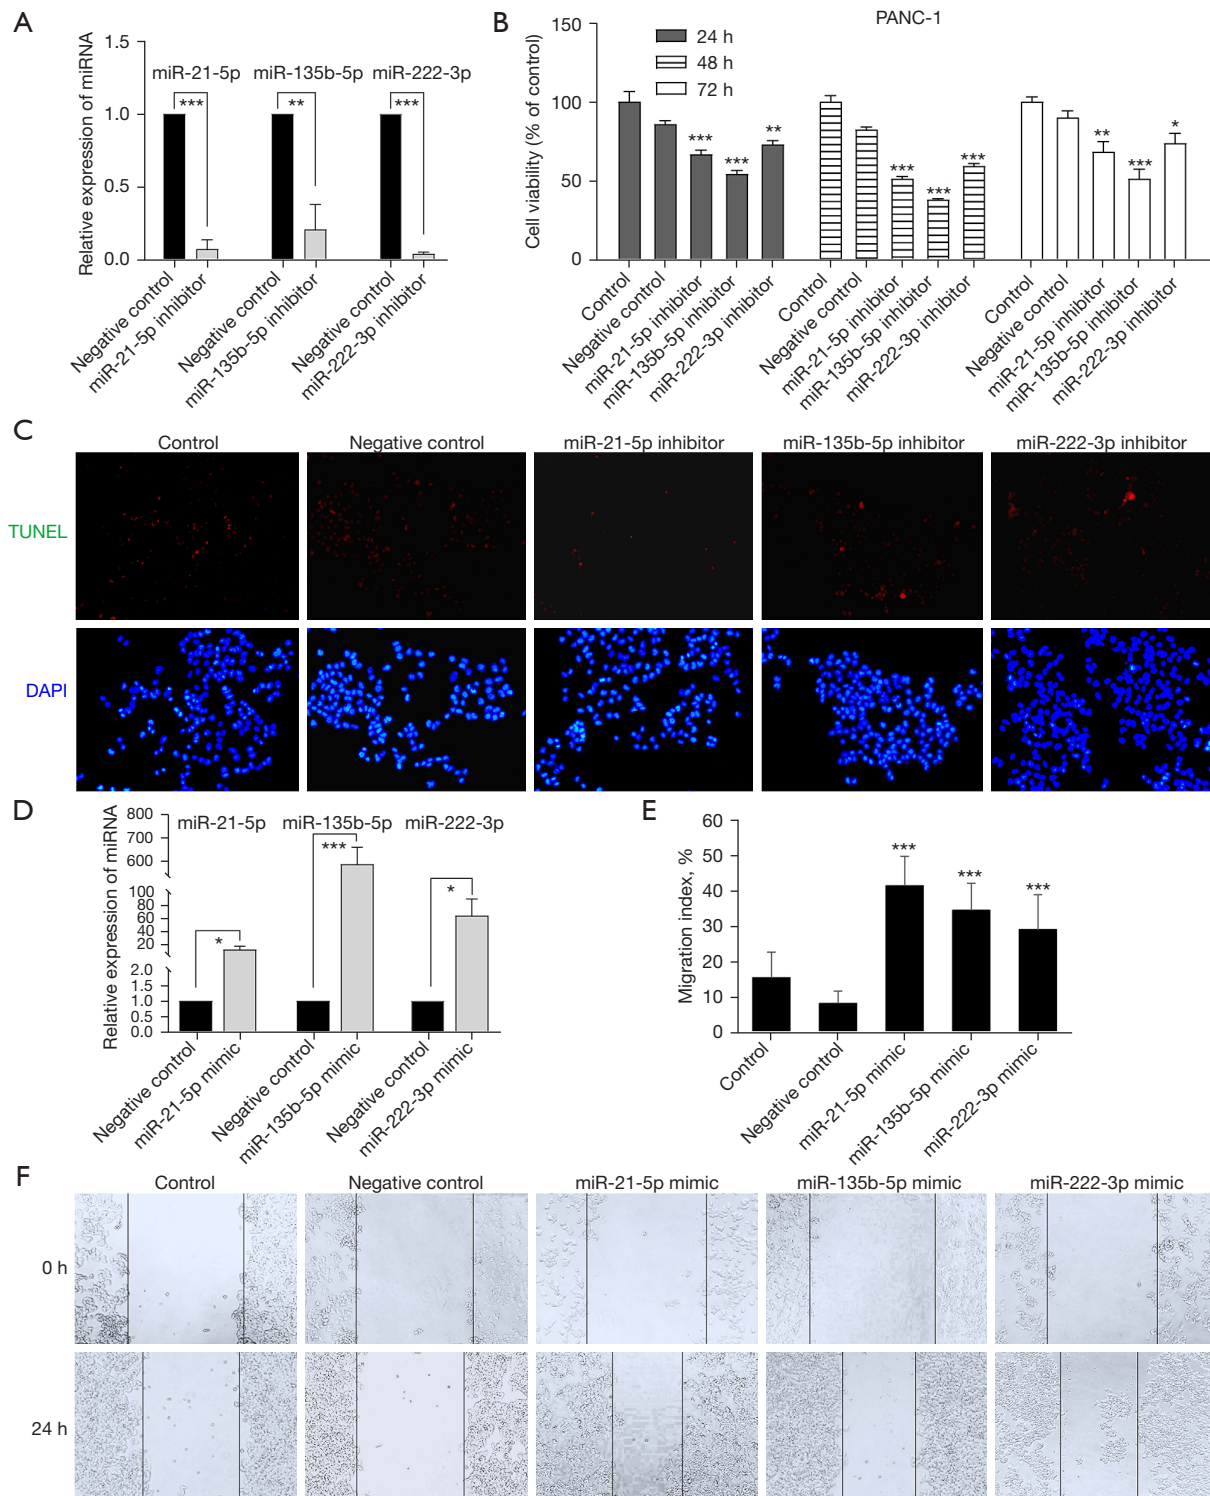 A
Relative expression of miRNA
1.5
1.0
0.5
0.0
miR-21-5p
miR-135b-5p
miR-222-3p
***
**
***
Negative control
miR-21-5p inhibitor
Negative control
miR-135b-5p inhibitor
Negative control
miR-222-3p inhibitor
B
PANC-1
Cell viability (% of control)
150
100
50
0
24 h
48 h
72 h
***
***
**
***
***
***
**
***
*
Control
Negative control
miR-21-5p inhibitor
miR-135b-5p inhibitor
miR-222-3p inhibitor
Control
Negative control
miR-21-5p inhibitor
miR-135b-5p inhibitor
miR-222-3p inhibitor
Control
Negative control
miR-21-5p inhibitor
miR-135b-5p inhibitor
miR-222-3p inhibitor
C
Control
Negative control
miR-21-5p inhibitor
miR-135b-5p inhibitor
miR-222-3p inhibitor
TUNEL
DAPI
D
Relative expression of miRNA
800
700
600
100
80
60
40
20
2.0
1.0
0.5
0.0
miR-21-5p
miR-135b-5p
miR-222-3p
*
***
*
Negative control
miR-21-5p mimic
Negative control
miR-135b-5p mimic
Negative control
miR-222-3p mimic
E
Migration index, %
60
50
40
30
20
10
0
***
***
***
Control
Negative control
miR-21-5p mimic
miR-135b-5p mimic
miR-222-3p mimic
F
Control
Negative control
miR-21-5p mimic
miR-135b-5p mimic
miR-222-3p mimic
0 h
24 h